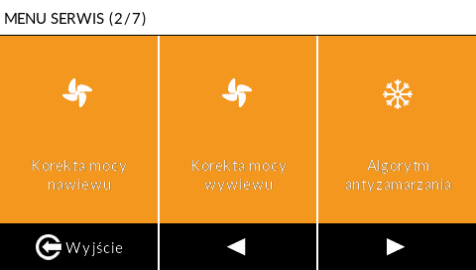 MENU SERWIS (2/7)
Korekta mocy
nawiewu
Korekta mocy
wywiewu
Algorytm
antyzamarzania
Wyjście